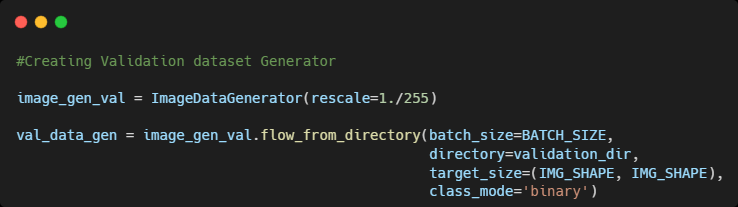 #Creating Validation dataset Generator
image_gen_val = ImageDataGenerator(rescale=1./255)
val_data_gen = image_gen_val.flow_from_directory(batch_size=BATCH_SIZE,
directory=validation_dir,
target_size=(IMG_SHAPE, IMG_SHAPE),
class_mode='binary')